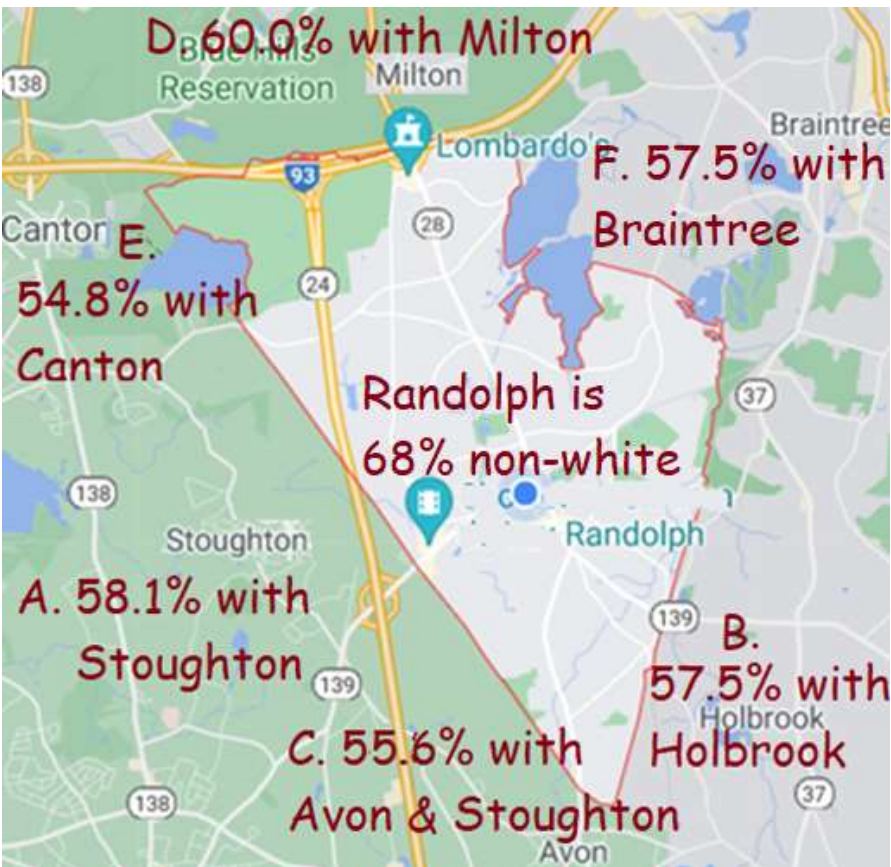 D. 60.0% with Milton
Blue Hills
Reservation
138
Milton
Braintree
Lombardo's
93
F. 57.5% with
Braintree
Canton
E.
28
24
54.8% with
Canton
Randolph is
68% non-white
37
138
Randolph
Stoughton
A. 58.1% with
Stoughton
139
139
B.
57.5% with
Holbrook
Holbrook
C. 55.6% with
Avon & Stoughton
138
37
Avon